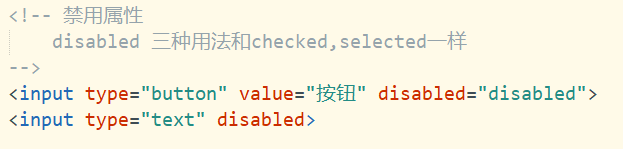 <!-- 禁用属性
disabled 三种用法和checked,selected一样
-->
<input type="button" value="按钮" disabled="disabled">
<input type="text" disabled>